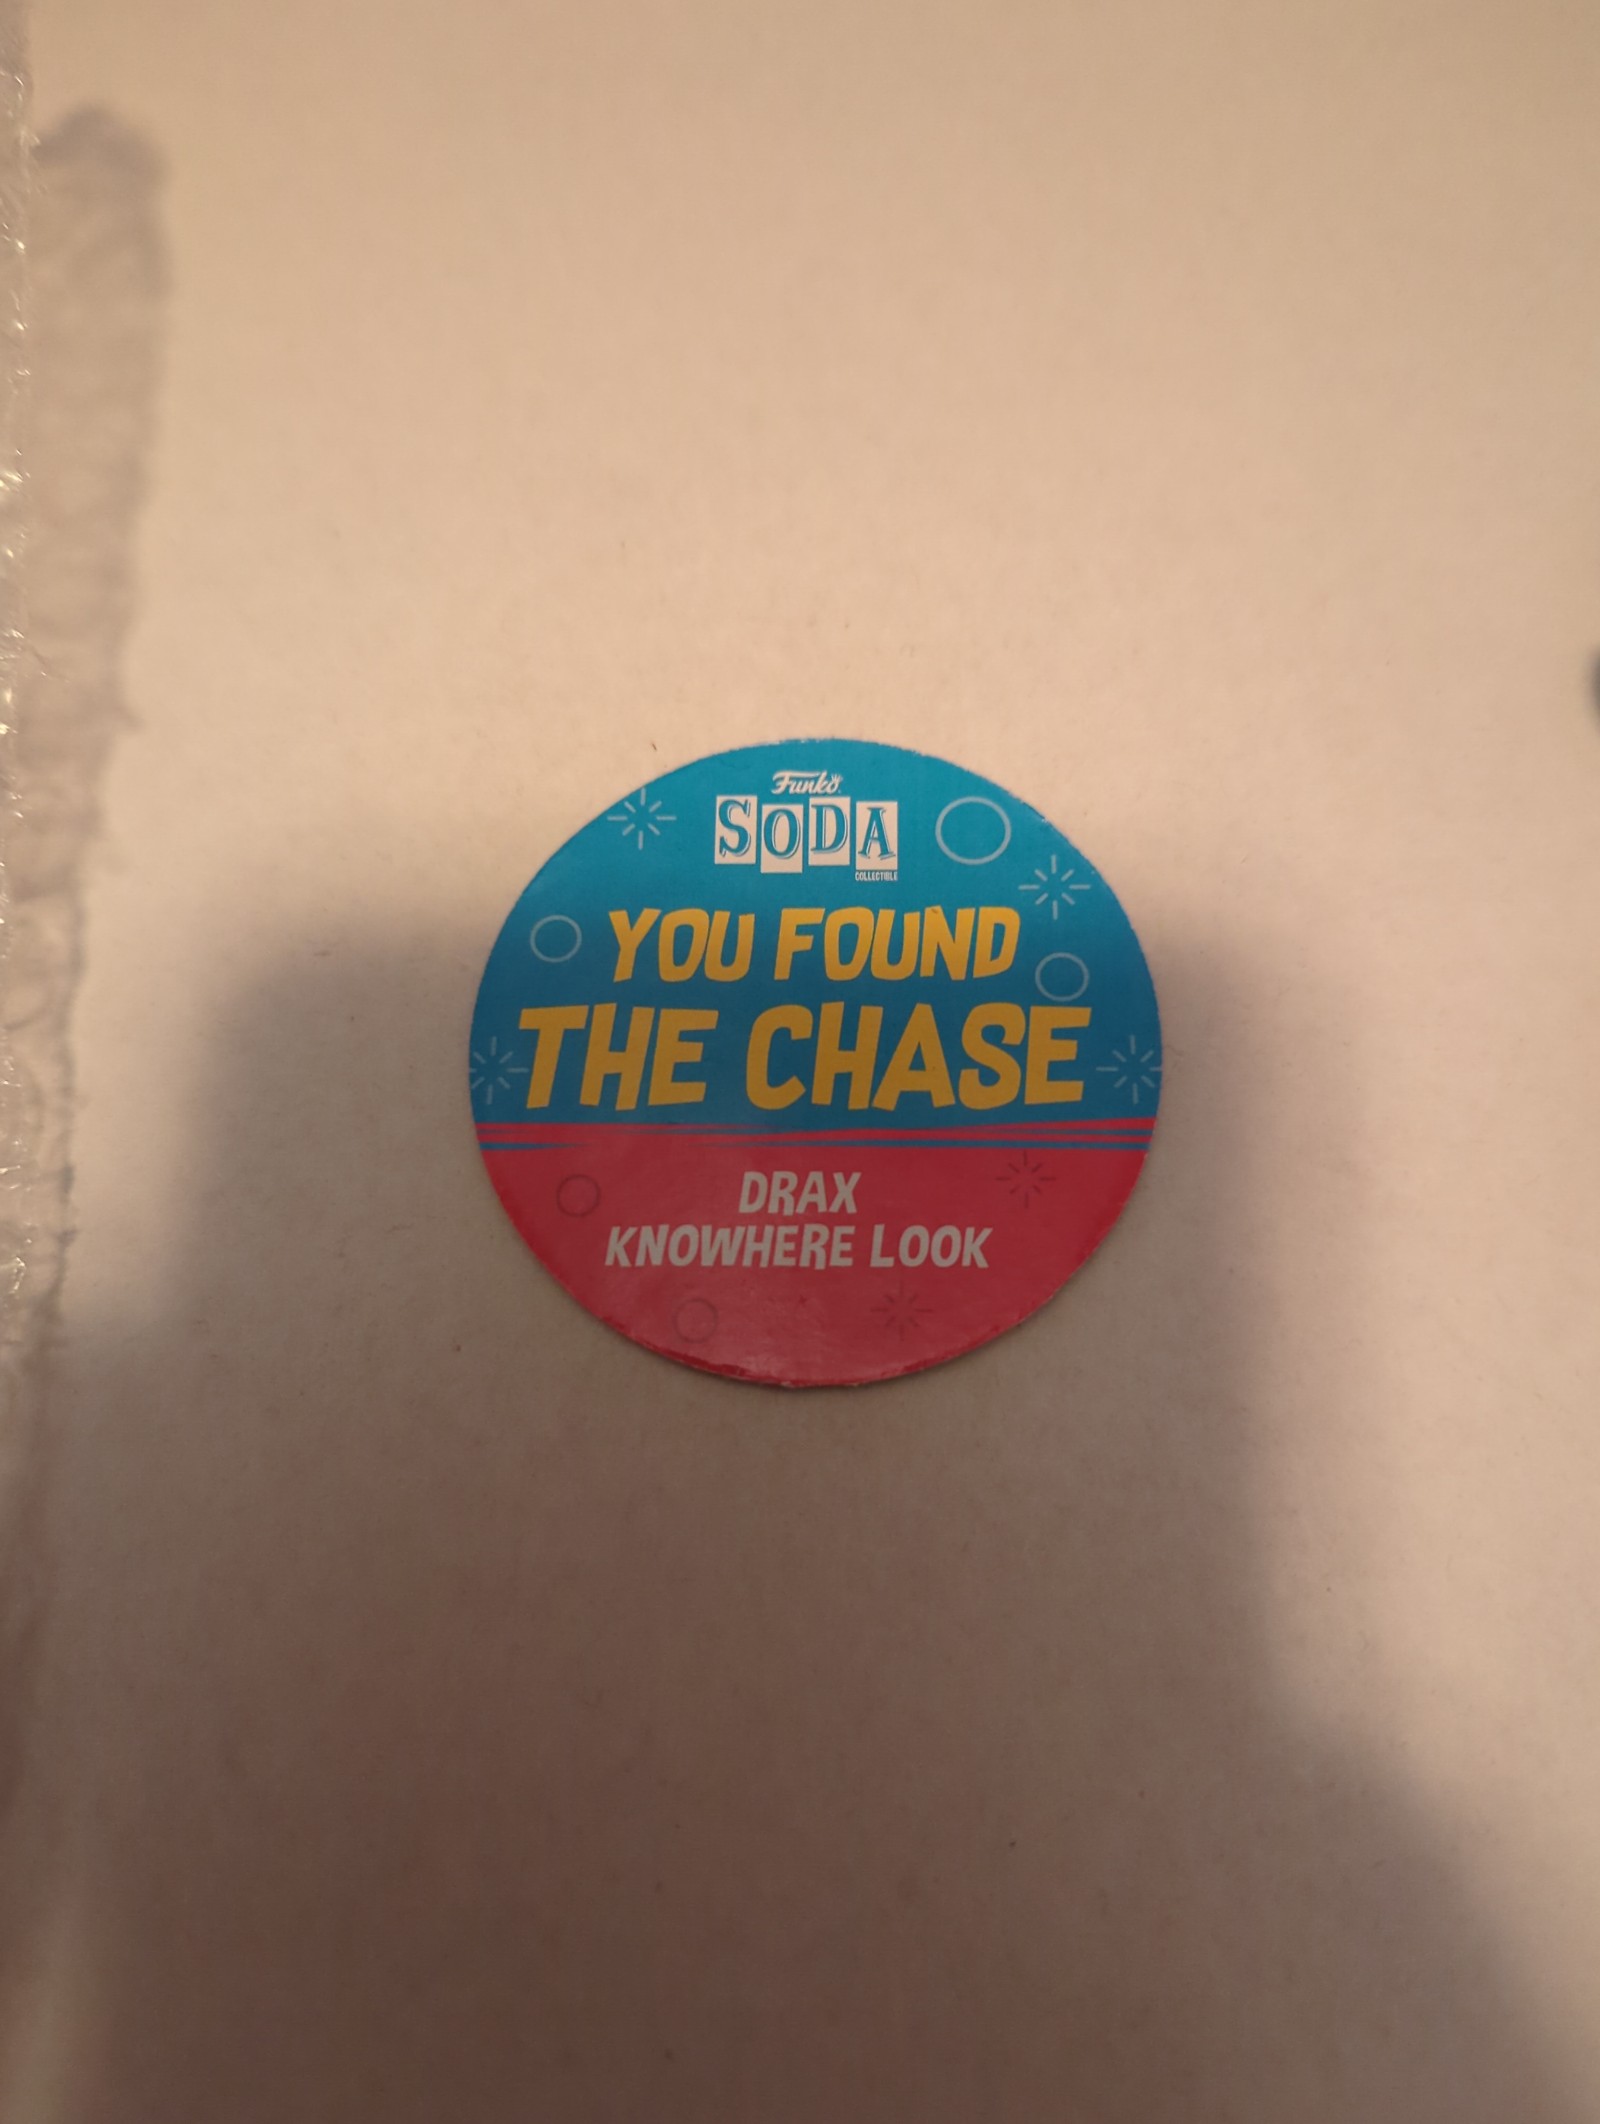 Funko
SODA
COLLECTIBLE
YOU FOUND
THE CHASE
DRAX
KNOWHERE LOOK